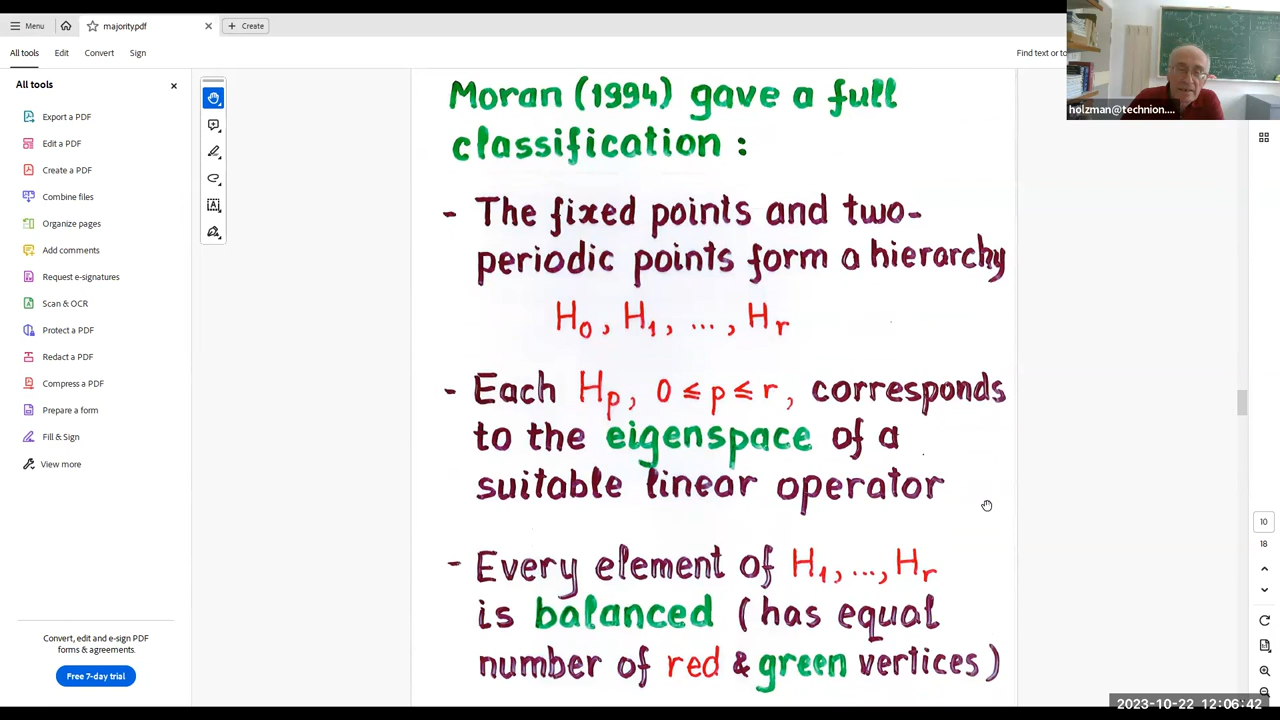 Menu
majority.pdf
Create
All tools
Edit
Convert
Sign
Find text or to
holzman@technion....
All tools
Export a PDF
Edit a PDF
Create a PDF
Combine files
Organize pages
Add comments
Request e-signatures
Scan & OCR
Protect a PDF
Redact a PDF
Compress a PDF
Prepare a form
Fill & Sign
View more
Convert, edit and e-sign PDF
forms & agreements.
Free 7-day trial
Moran (1994) gave a full
classification :
- The fixed points and two-
periodic points form a hierarchy
H₀, H₁, ..., Hᵣ
- Each Hₚ, 0 ≤ p ≤ r, corresponds
to the eigenspace of a
suitable linear operator
- Every element of H₁, ..., Hᵣ
is balanced (has equal
number of red & green vertices)
10
18
2023-10-22 12:06:42